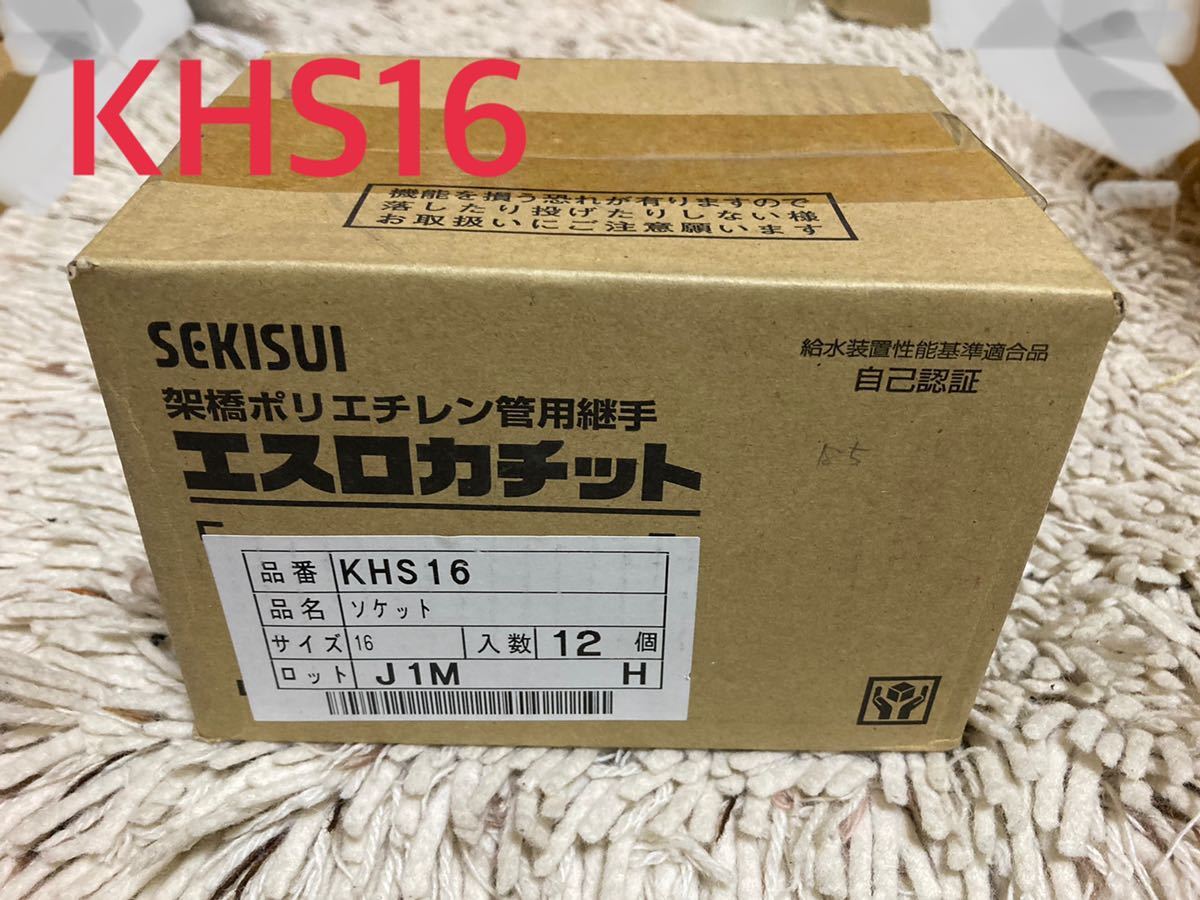 KHS16
機能を損う恐れが有りますので
落したり投げたりしない様
お取扱いにご注意願います
SEKISUI
架橋ポリエチレン管用継手
エスロカチット
給水装置性能基準適合品
自己認証
品番 KHS16
品名 ソケット
サイズ 16 入数 12 個
ロット J1M H